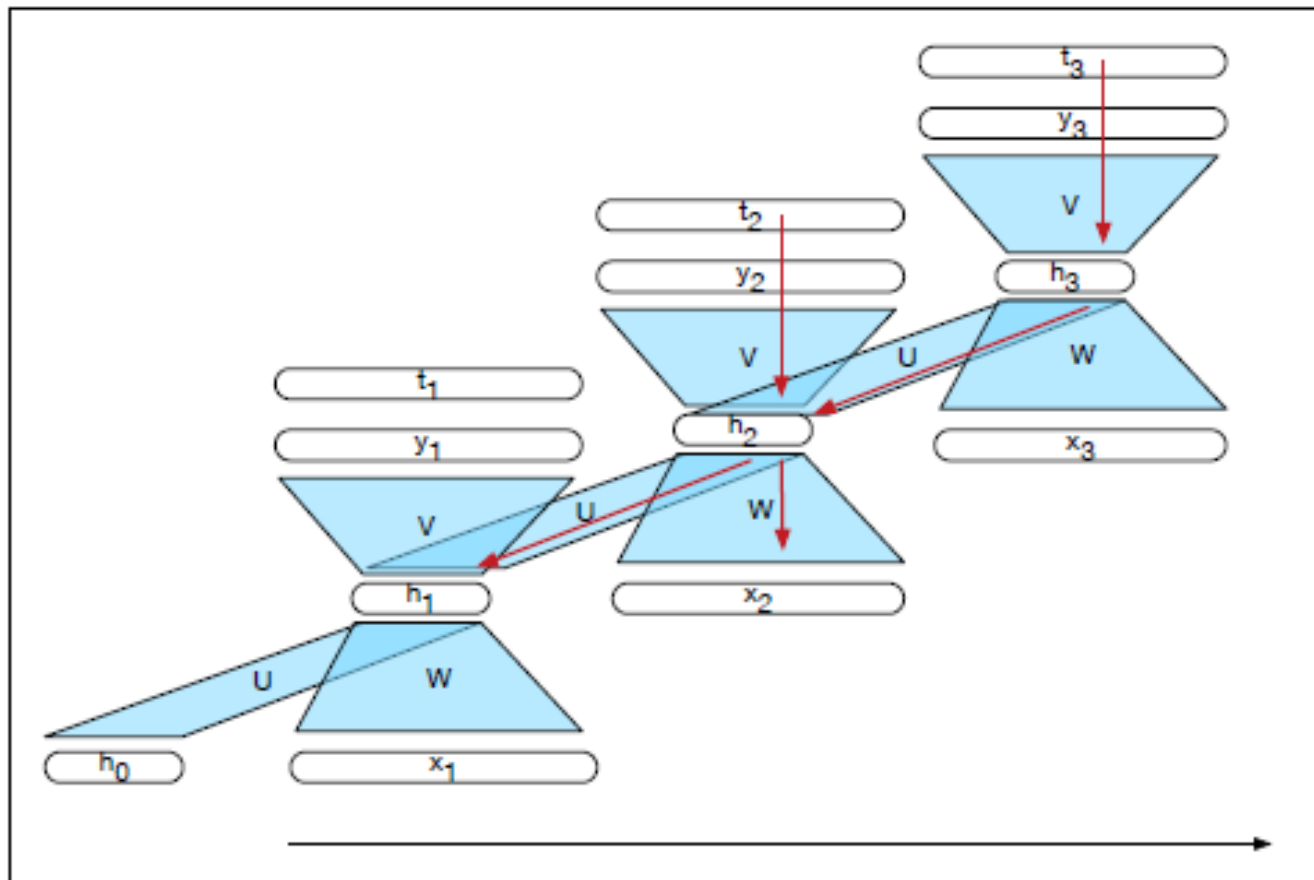 t₃
y₃
V
t₂
h₃
y₂
V
U
W
t₁
h₂
y₁
x₃
V
U
W
h₁
x₂
U
W
h₀
x₁